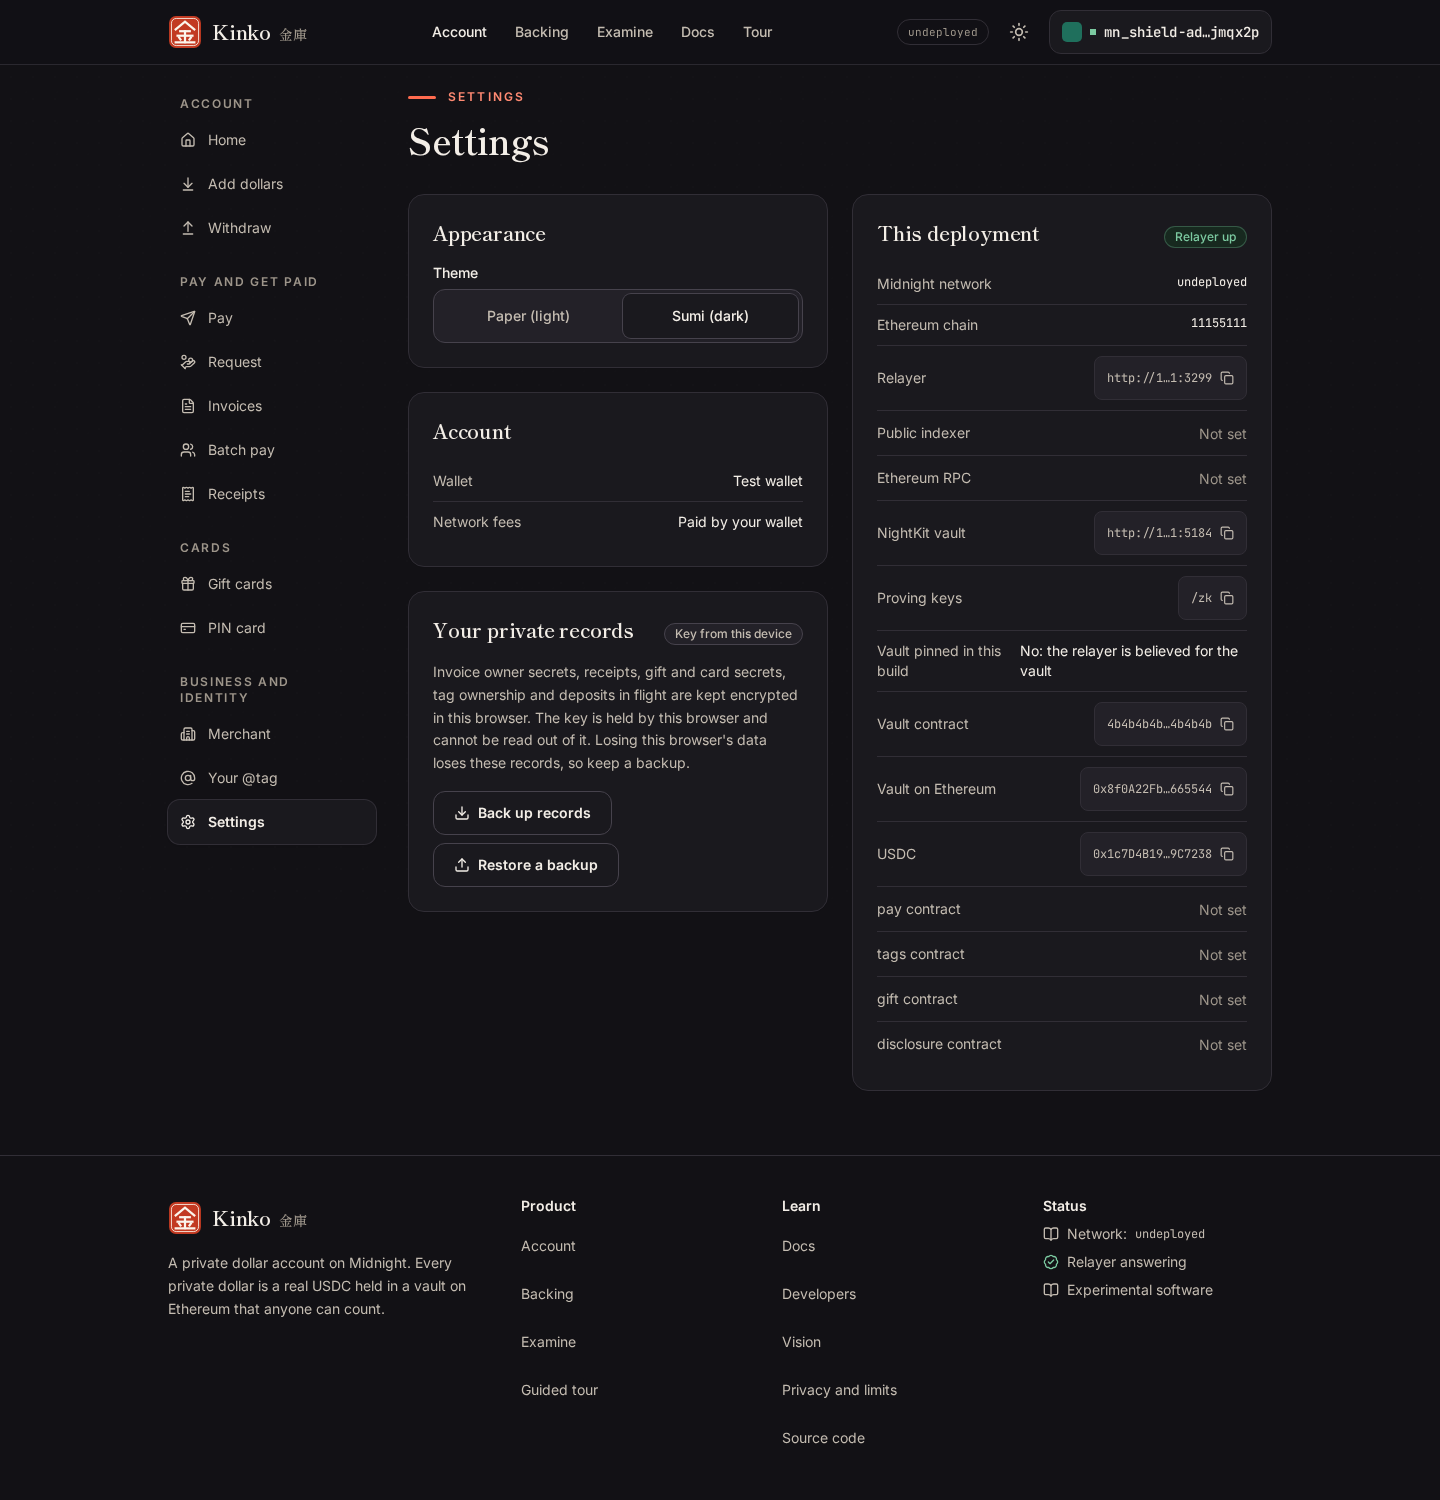 金 Kinko 金庫
Account Backing Examine Docs Tour
undeployed
mn_shield-ad…jmqx2p
ACCOUNT
Home
Add dollars
Withdraw
PAY AND GET PAID
Pay
Request
Invoices
Batch pay
Receipts
CARDS
Gift cards
PIN card
BUSINESS AND
IDENTITY
Merchant
Your @tag
Settings
SETTINGS
Settings
Appearance
Theme
Paper (light) Sumi (dark)
Account
Wallet Test wallet
Network fees Paid by your wallet
Your private records Key from this device
Invoice owner secrets, receipts, gift and card secrets,
tag ownership and deposits in flight are kept encrypted
in this browser. The key is held by this browser and
cannot be read out of it. Losing this browser's data
loses these records, so keep a backup.
Back up records
Restore a backup
This deployment Relayer up
Midnight network undeployed
Ethereum chain 11155111
Relayer http://1…1:3299
Public indexer Not set
Ethereum RPC Not set
NightKit vault http://1…1:5184
Proving keys /zk
Vault pinned in this build No: the relayer is believed for the vault
Vault contract 4b4b4b4b…4b4b4b
Vault on Ethereum 0x8f0A22Fb…665544
USDC 0x1c7D4B19…9C7238
pay contract Not set
tags contract Not set
gift contract Not set
disclosure contract Not set
金 Kinko 金庫
A private dollar account on Midnight. Every
private dollar is a real USDC held in a vault on
Ethereum that anyone can count.
Product
Account
Backing
Examine
Guided tour
Learn
Docs
Developers
Vision
Privacy and limits
Source code
Status
Network: undeployed
Relayer answering
Experimental software